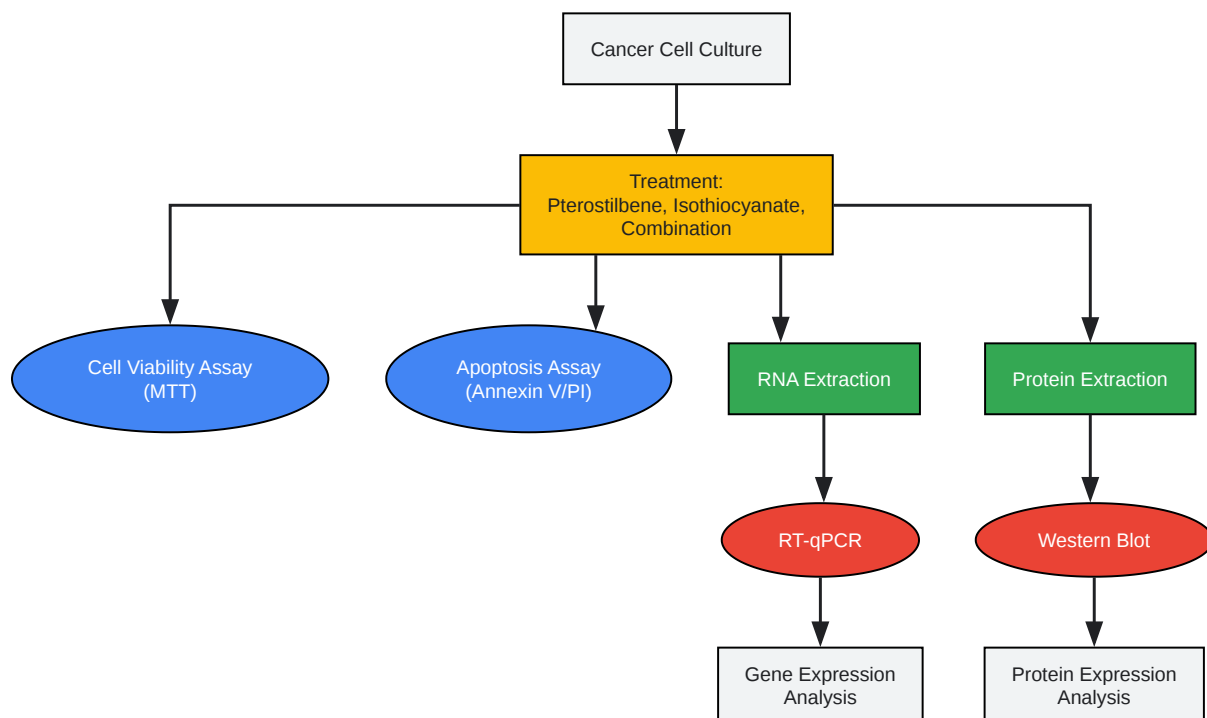 Cancer Cell Culture
Treatment:
Pterostilbene, Isothiocyanate,
Combination
Cell Viability Assay
(MTT)
Apoptosis Assay
(Annexin V/PI)
RNA Extraction
Protein Extraction
RT-qPCR
Western Blot
Gene Expression
Analysis
Protein Expression
Analysis